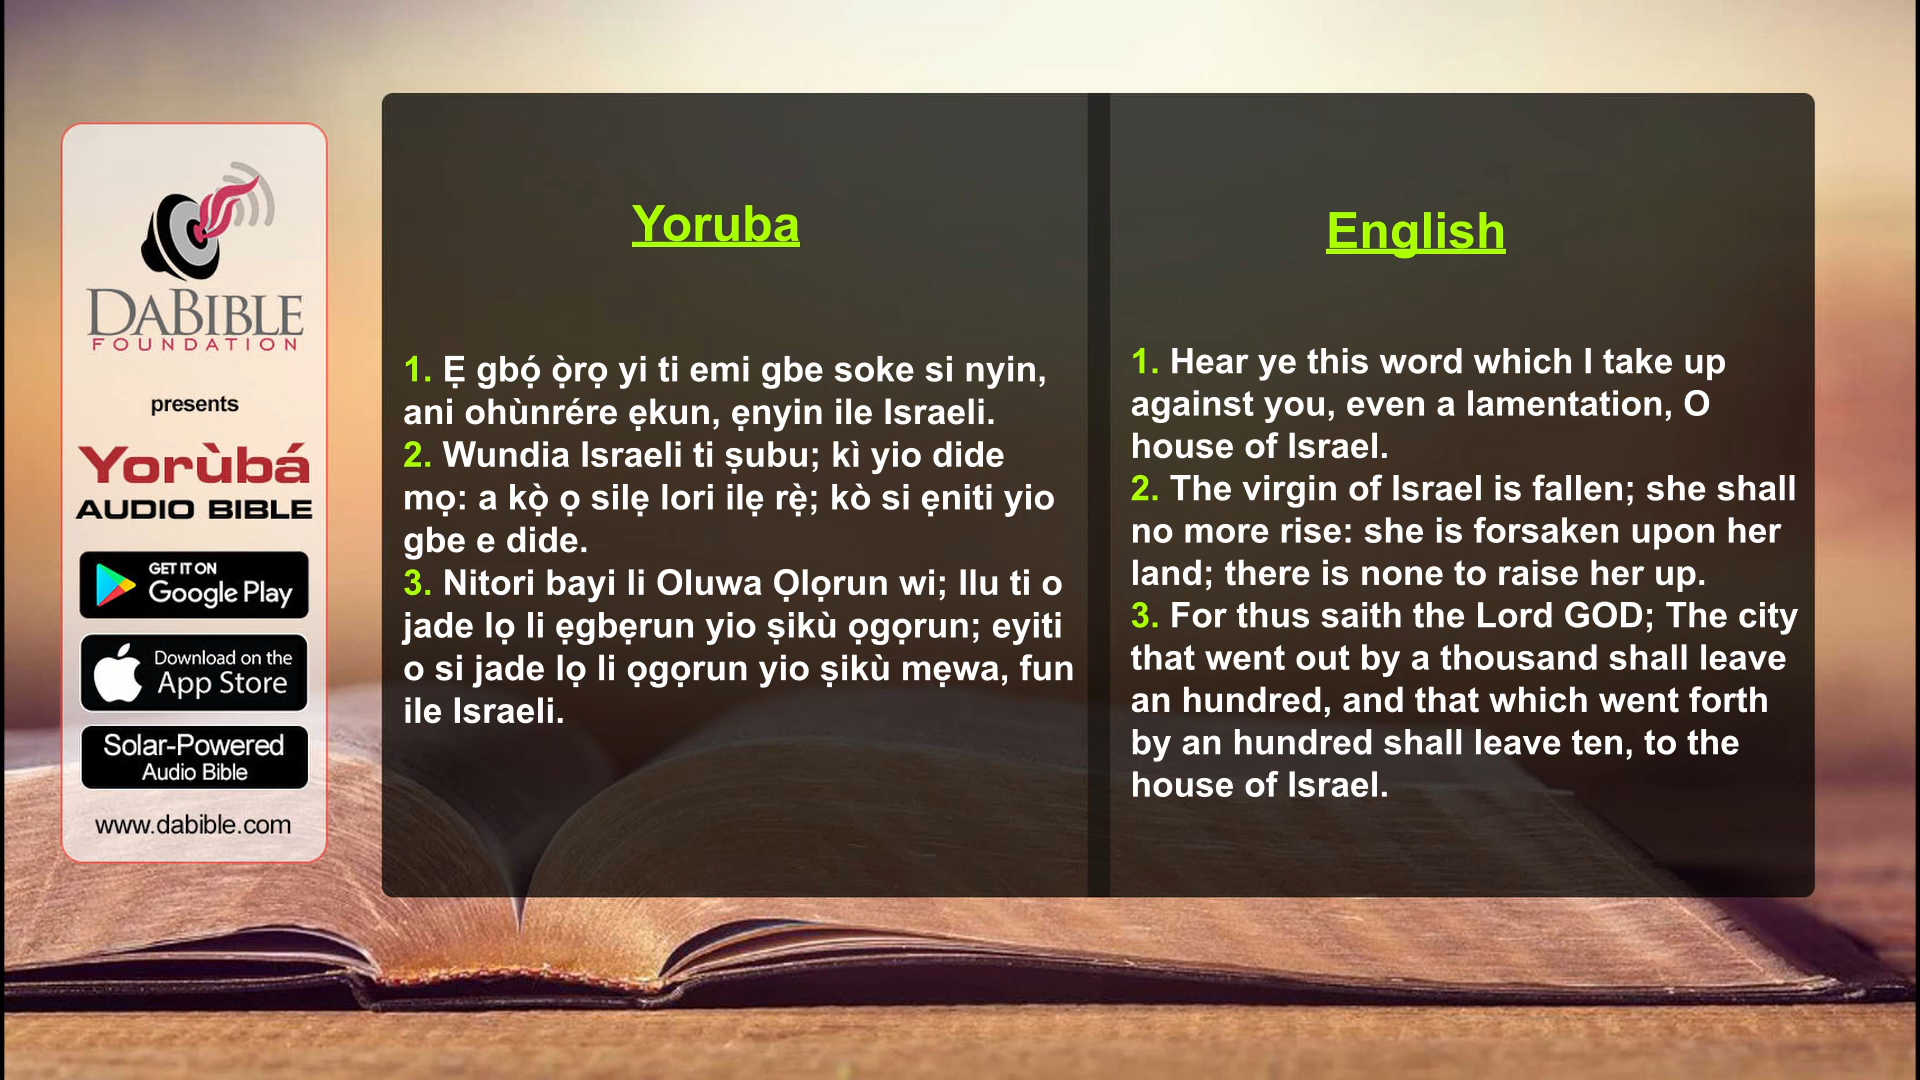 DABIBLE
FOUNDATION
presents
Yorùbá
AUDIO BIBLE
GET IT ON
Google Play
Download on the
App Store
Solar-Powered
Audio Bible
www.dabible.com
Yoruba
1. Ẹ gbọ́ ọ̀rọ yi ti emi gbe soke si nyin,
ani ohùnrére ẹkun, ẹnyin ile Israeli.
2. Wundia Israeli ti ṣubu; kì yio dide
mọ: a kọ̀ ọ silẹ lori ilẹ rẹ̀; kò si ẹniti yio
gbe e dide.
3. Nitori bayi li Oluwa Ọlọrun wi; Ilu ti o
jade lọ li ẹgbẹrun yio ṣikù ọgọrun; eyiti
o si jade lọ li ọgọrun yio ṣikù mẹwa, fun
ile Israeli.
English
1. Hear ye this word which I take up
against you, even a lamentation, O
house of Israel.
2. The virgin of Israel is fallen; she shall
no more rise: she is forsaken upon her
land; there is none to raise her up.
3. For thus saith the Lord GOD; The city
that went out by a thousand shall leave
an hundred, and that which went forth
by an hundred shall leave ten, to the
house of Israel.